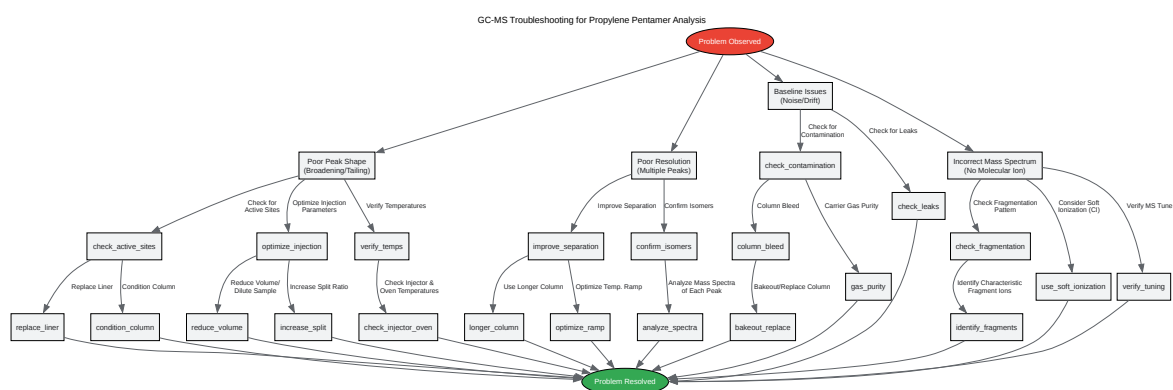 GC-MS Troubleshooting for Propylene Pentamer Analysis
Problem Observed
Baseline Issues
(Noise/Drift)
Check for
Contamination
Check for Leaks
Poor Peak Shape
(Broadening/Tailing)
Poor Resolution
(Multiple Peaks)
check_contamination
Incorrect Mass Spectrum
(No Molecular Ion)
Check for
Active Sites
Optimize Injection
Parameters
Verify Temperatures
Improve Separation
Confirm Isomers
Column Bleed
Carrier Gas Purity
check_leaks
Check Fragmentation
Pattern
Consider Soft
Ionization (CI)
Verify MS Tune
check_active_sites
optimize_injection
verify_temps
improve_separation
confirm_isomers
column_bleed
check_fragmentation
Replace Liner
Condition Column
Reduce Volume/
Dilute Sample
Increase Split Ratio
Check Injector &
Oven Temperatures
Use Longer Column
Optimize Temp. Ramp
Analyze Mass Spectra
of Each Peak
Bakeout/Replace Column
gas_purity
Identify Characteristic
Fragment Ions
use_soft_ionization
verify_tuning
replace_liner
condition_column
reduce_volume
increase_split
check_injector_oven
longer_column
optimize_ramp
analyze_spectra
bakeout_replace
identify_fragments
Problem Resolved